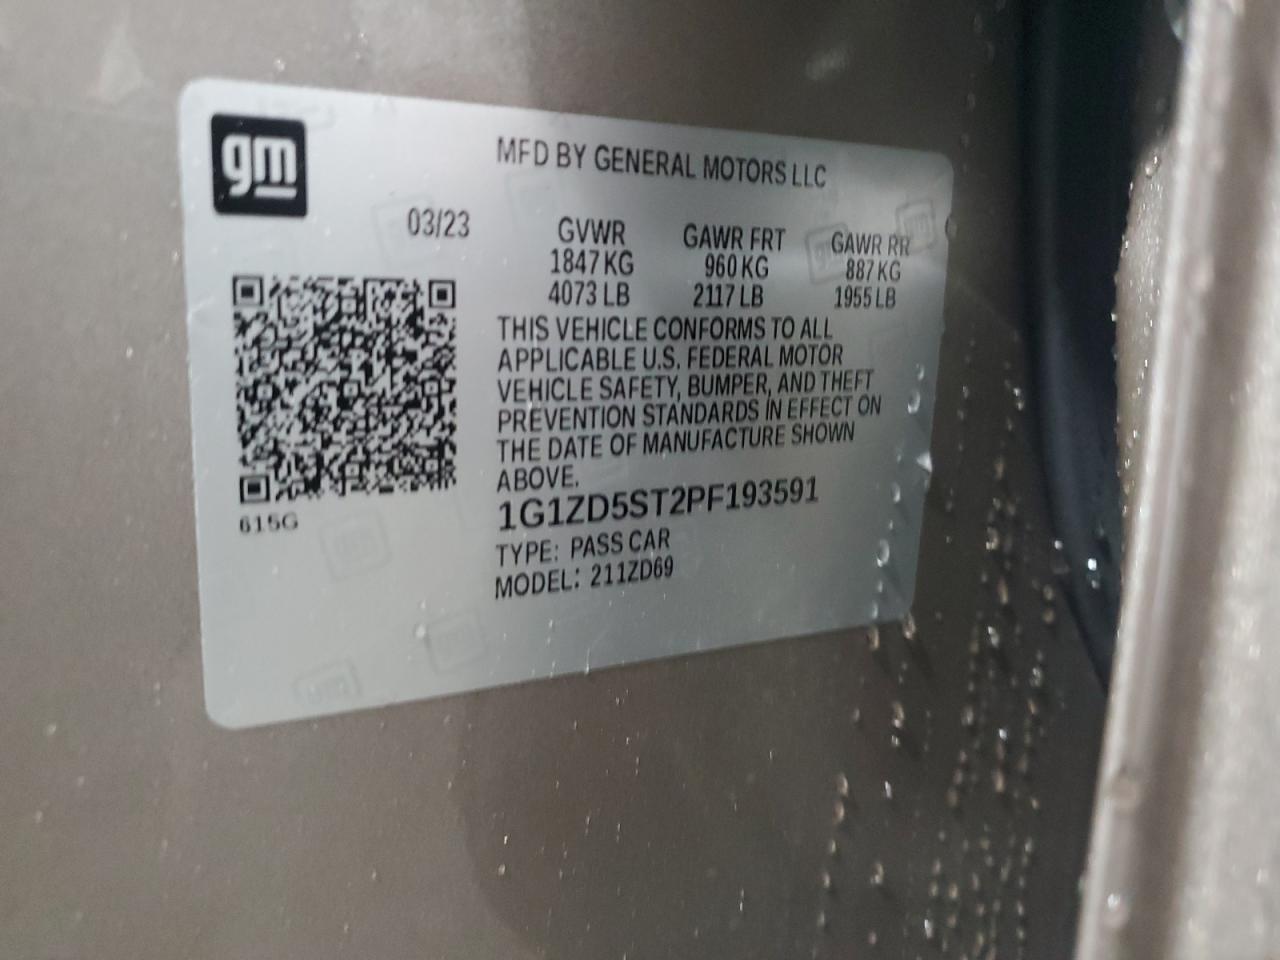 gm
MFD BY GENERAL MOTORS LLC
03/23 GVWR GAWR FRT GAWR RR
1847 KG 960 KG 887 KG
4073 LB 2117 LB 1955 LB
THIS VEHICLE CONFORMS TO ALL
APPLICABLE U.S. FEDERAL MOTOR
VEHICLE SAFETY, BUMPER, AND THEFT
PREVENTION STANDARDS IN EFFECT ON
THE DATE OF MANUFACTURE SHOWN
ABOVE.
1G1ZD5ST2PF193591
TYPE: PASS CAR
MODEL: 211ZD69
615G